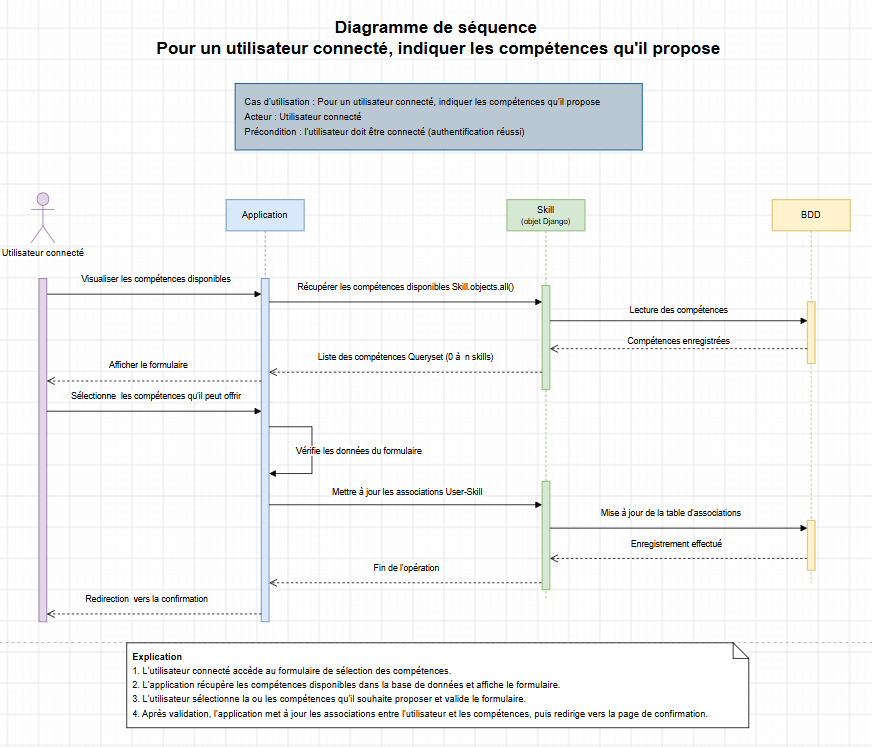 Diagramme de séquence
Pour un utilisateur connecté, indiquer les compétences qu'il propose
Cas d'utilisation : Pour un utilisateur connecté, indiquer les compétences qu'il propose
Acteur : Utilisateur connecté
Précondition : l'utilisateur doit être connecté (authentification réussi)
Application
Skill
(objet Django)
BDD
Utilisateur connecté
Visualiser les compétences disponibles
Récupérer les compétences disponibles Skill.objects.all()
Lecture des compétences
Compétences enregistrées
Liste des compétences Queryset (0 à n skills)
Afficher le formulaire
Sélectionne les compétences qu'il peut offrir
Vérifie les données du formulaire
Mettre à jour les associations User-Skill
Mise à jour de la table d'associations
Enregistrement effectué
Fin de l'opération
Redirection vers la confirmation
Explication
1. L'utilisateur connecté accède au formulaire de sélection des compétences.
2. L'application récupère les compétences disponibles dans la base de données et affiche le formulaire.
3. L'utilisateur sélectionne la ou les compétences qu'il souhaite proposer et valide le formulaire.
4. Après validation, l'application met à jour les associations entre l'utilisateur et les compétences, puis redirige vers la page de confirmation.